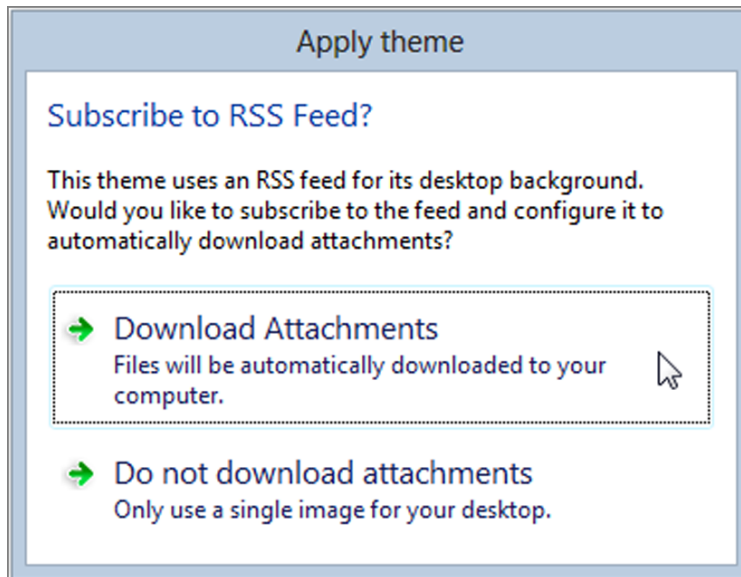 Apply theme
Subscribe to RSS Feed?
This theme uses an RSS feed for its desktop background.
Would you like to subscribe to the feed and configure it to
automatically download attachments?
Download Attachments
Files will be automatically downloaded to your
computer.
Do not download attachments
Only use a single image for your desktop.